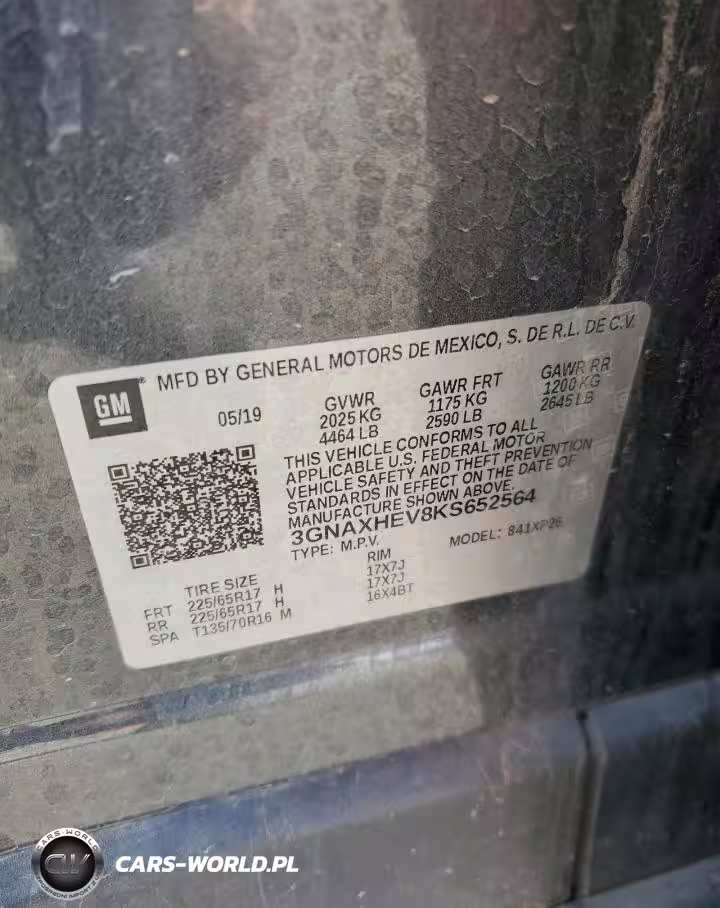 GM
MFD BY GENERAL MOTORS DE MEXICO, S. DE R.L. DE C.V.
05/19
GVWR
2025 KG
4464 LB
GAWR FRT
1175 KG
2590 LB
GAWR RR
1200 KG
2645 LB
THIS VEHICLE CONFORMS TO ALL
APPLICABLE U.S. FEDERAL MOTOR
VEHICLE SAFETY AND THEFT PREVENTION
STANDARDS IN EFFECT ON THE DATE OF
MANUFACTURE SHOWN ABOVE.
3GNAXHEV8KS652564
TYPE: M.P.V. MODEL: 841XP26
TIRE SIZE RIM
FRT 225/65R17 H 17X7J
RR 225/65R17 H 17X7J
SPA T135/70R16 M 16X4BT
CARS-WORLD
CW
CARS-WORLD.PL